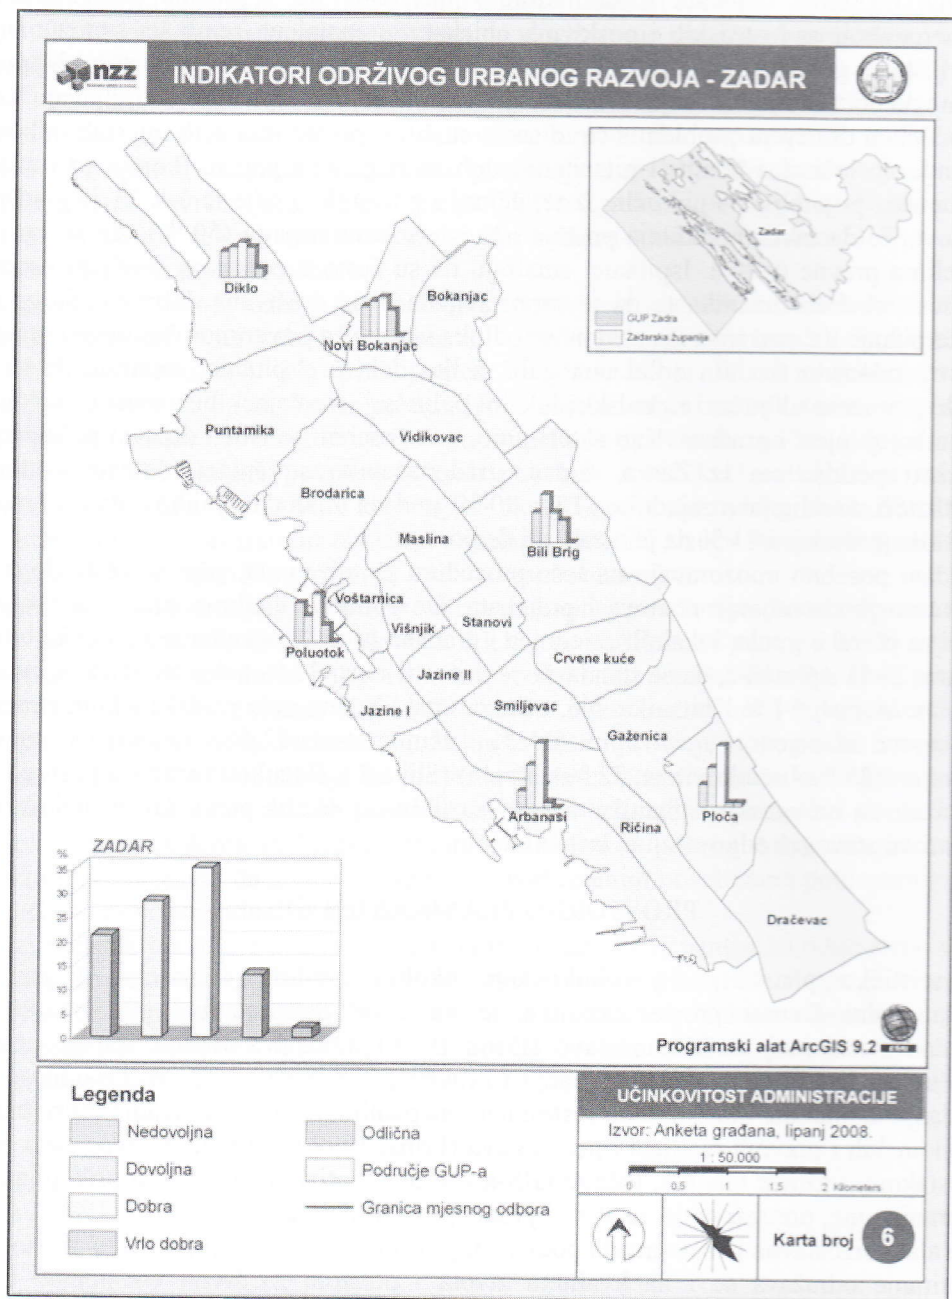 nzz
INDIKATORI ODRŽIVOG URBANOG RAZVOJA - ZADAR
Diklo
Bokanjac
Novi Bokanjac
Zadar
GUP Zadra
Zadarska županija
Puntamika
Vidikovac
Brodarica
Maslina
Bili Brig
Voštarnica
Višnjik
Stanovi
Poluotok
Crvene kuće
Jazine II
Jazine I
Smiljevac
Gaženica
Arbanasi
Ričina
Ploča
Dračevac
ZADAR
%
35
30
25
20
15
10
5
0
Programski alat ArcGIS 9.2
ESRI
Legenda
Nedovoljna
Dovoljna
Dobra
Vrlo dobra
Odlična
Područje GUP-a
Granica mjesnog odbora
UČINKOVITOST ADMINISTRACIJE
Izvor: Anketa građana, lipanj 2008.
1 : 50.000
0 0,5 1 1,5 2 Kilometers
Karta broj 6